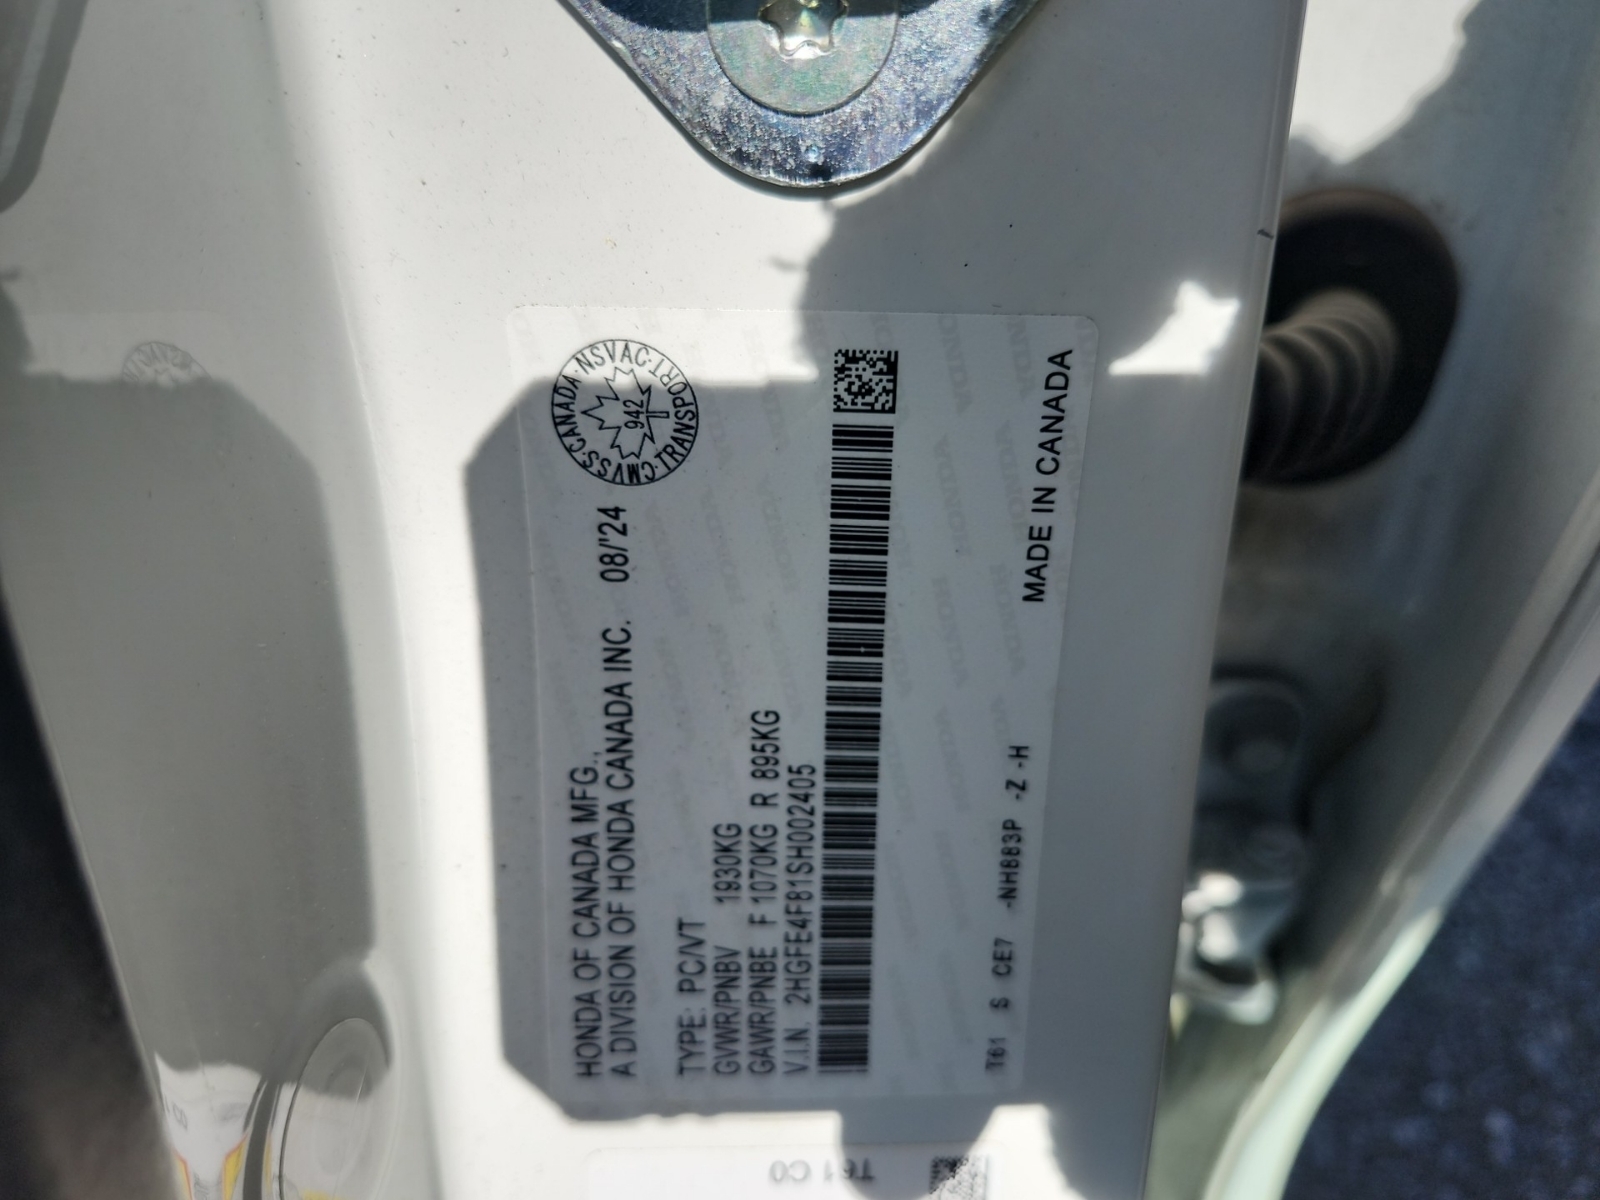 HONDA OF CANADA MFG.,
A DIVISION OF HONDA CANADA INC. 08/'24
CMVSS·CANADA·NSVAC·TRANSPORT·
942
TYPE: PC/VT
GVWR/PNBV 1930KG
GAWR/PNBE F 1070KG R 895KG
V.I.N. 2HGFE4F81SH002405
T61 S CE7 -NH883P -Z -H
MADE IN CANADA
T61 C0